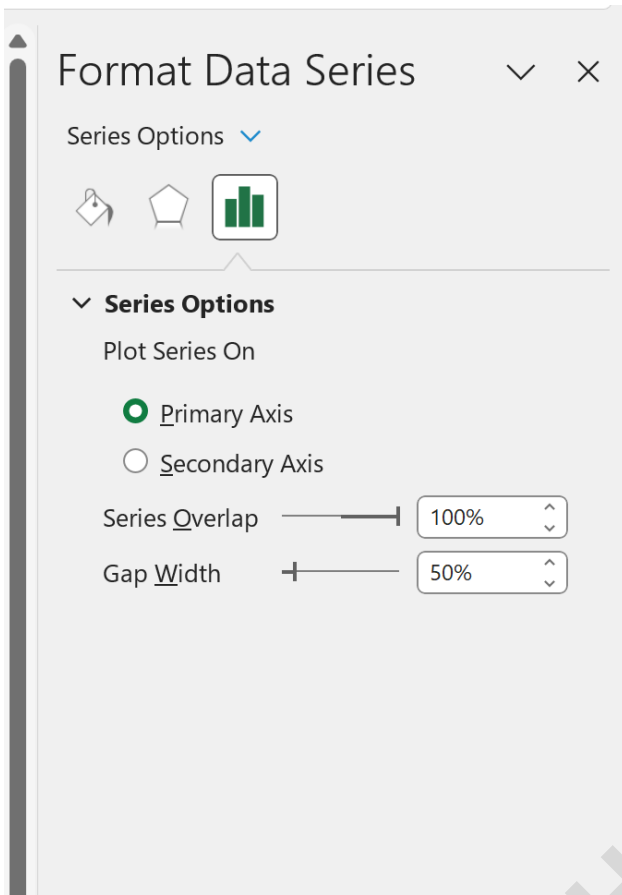 Format Data Series
Series Options
Series Options
Plot Series On
Primary Axis
Secondary Axis
Series Overlap 100%
Gap Width 50%